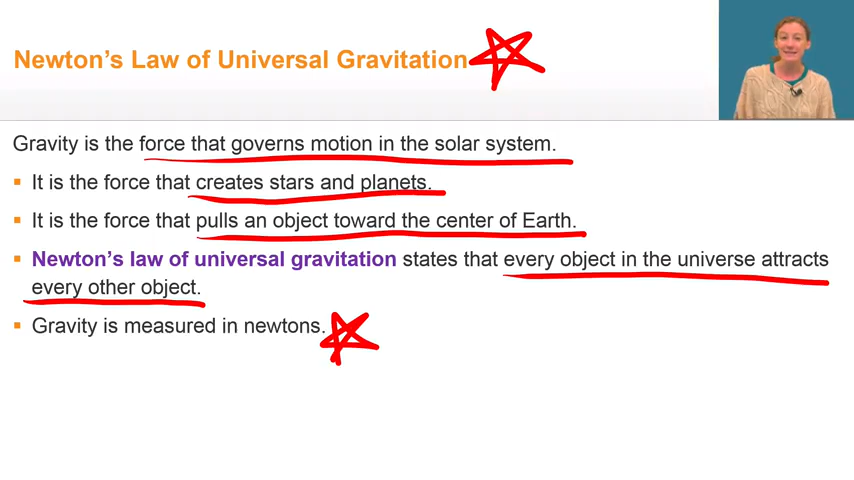 Newton's Law of Universal Gravitation
Gravity is the force that governs motion in the solar system.
▪ It is the force that creates stars and planets.
▪ It is the force that pulls an object toward the center of Earth.
▪ Newton's law of universal gravitation states that every object in the universe attracts
every other object.
▪ Gravity is measured in newtons.